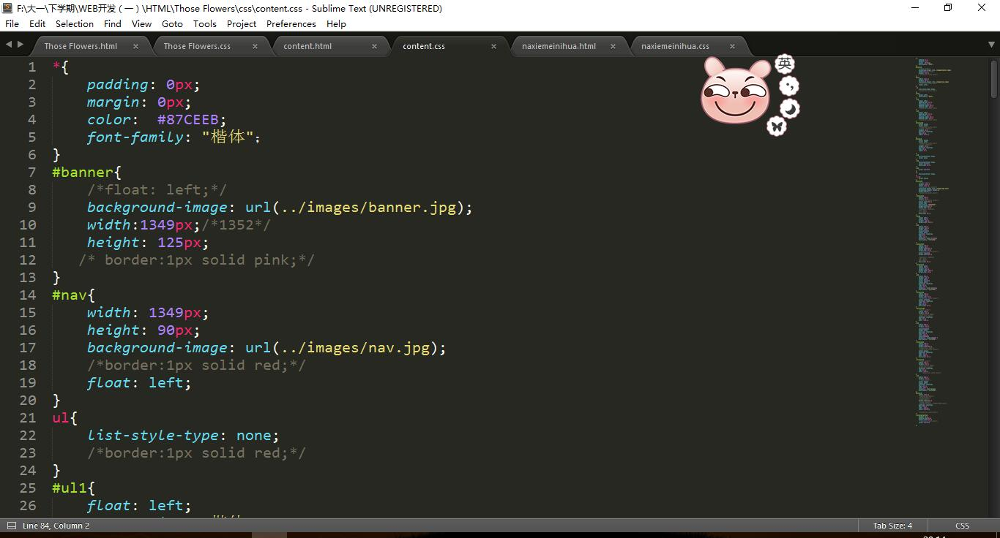 F:\大一\下学期\WEB开发（一）\HTML\Those Flowers\css\content.css - Sublime Text (UNREGISTERED)
File Edit Selection Find View Goto Tools Project Preferences Help
Those Flowers.html × Those Flowers.css × content.html × content.css × naxiemeinihua.html × naxiemeinihua.css ×
英
1 *{
2 padding: 0px;
3 margin: 0px;
4 color:  #87CEEB;
5 font-family: "楷体";
6 }
7 #banner{
8 /*float: left;*/
9 background-image: url(../images/banner.jpg);
10 width:1349px;/*1352*/
11 height: 125px;
12 /* border:1px solid pink;*/
13 }
14 #nav{
15 width: 1349px;
16 height: 90px;
17 background-image: url(../images/nav.jpg);
18 /*border:1px solid red;*/
19 float: left;
20 }
21 ul{
22 list-style-type: none;
23 /*border:1px solid red;*/
24 }
25 #ul1{
26 float: left;
Line 84, Column 2 Tab Size: 4 CSS